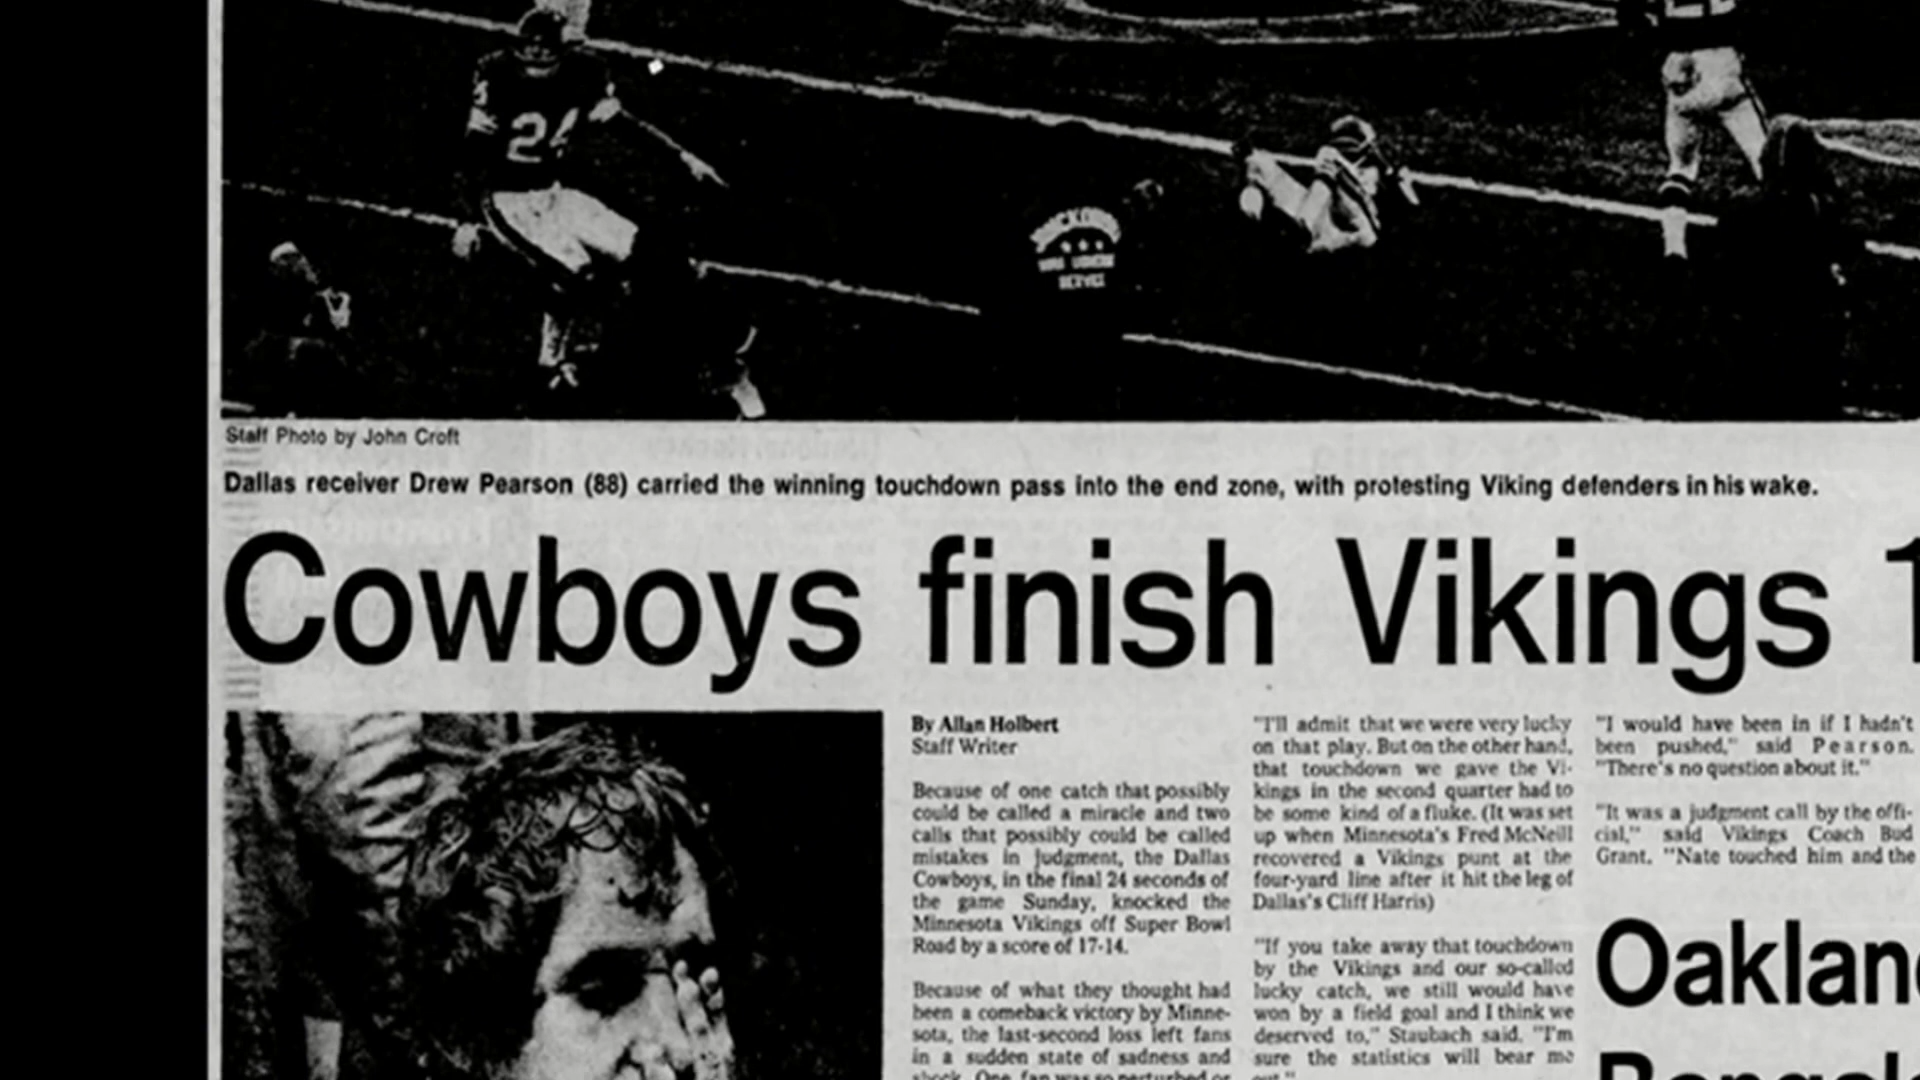 24
SERVICE
Staff Photo by John Croft
Dallas receiver Drew Pearson (88) carried the winning touchdown pass into the end zone, with protesting Viking defenders in his wake.
Cowboys finish Vikings 1
By Allan Holbert
Staff Writer
Because of one catch that possibly
could be called a miracle and two
calls that possibly could be called
mistakes in judgment, the Dallas
Cowboys, in the final 24 seconds of
the game Sunday, knocked the
Minnesota Vikings off Super Bowl
Road by a score of 17-14.
Because of what they thought had
been a comeback victory by Minne-
sota, the last-second loss left fans
in a sudden state of sadness and
shock. One fan was so perturbed or
"I'll admit that we were very lucky
on that play. But on the other hand,
that touchdown we gave the Vi-
kings in the second quarter had to
be some kind of a fluke. (It was set
up when Minnesota's Fred McNeill
recovered a Vikings punt at the
four-yard line after it hit the leg of
Dallas's Cliff Harris)
"If you take away that touchdown
by the Vikings and our so-called
lucky catch, we still would have
won by a field goal and I think we
deserved to," Staubach said. "I'm
sure the statistics will bear me
out."
"I would have been in if I hadn't
been pushed," said Pearson.
"There's no question about it."
"It was a judgment call by the offi-
cial," said Vikings Coach Bud
Grant. "Nate touched him and the
Oakland